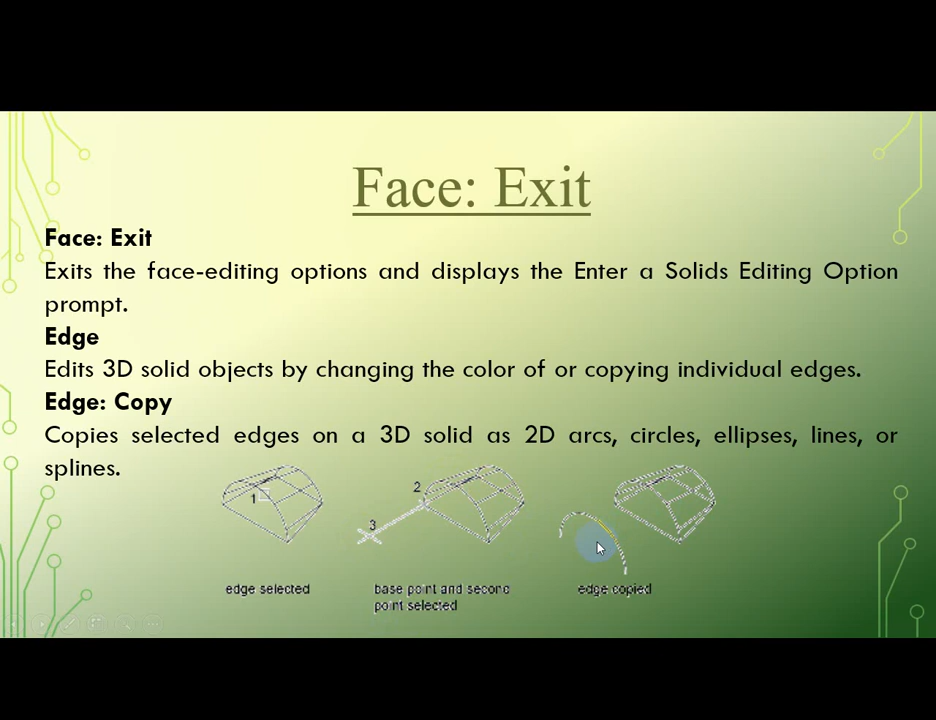 Face: Exit
Face: Exit
Exits the face-editing options and displays the Enter a Solids Editing Option
prompt.
Edge
Edits 3D solid objects by changing the color of or copying individual edges.
Edge: Copy
Copies selected edges on a 3D solid as 2D arcs, circles, ellipses, lines, or
splines.
1
2
3
edge selected
base point and second
point selected
edge copied